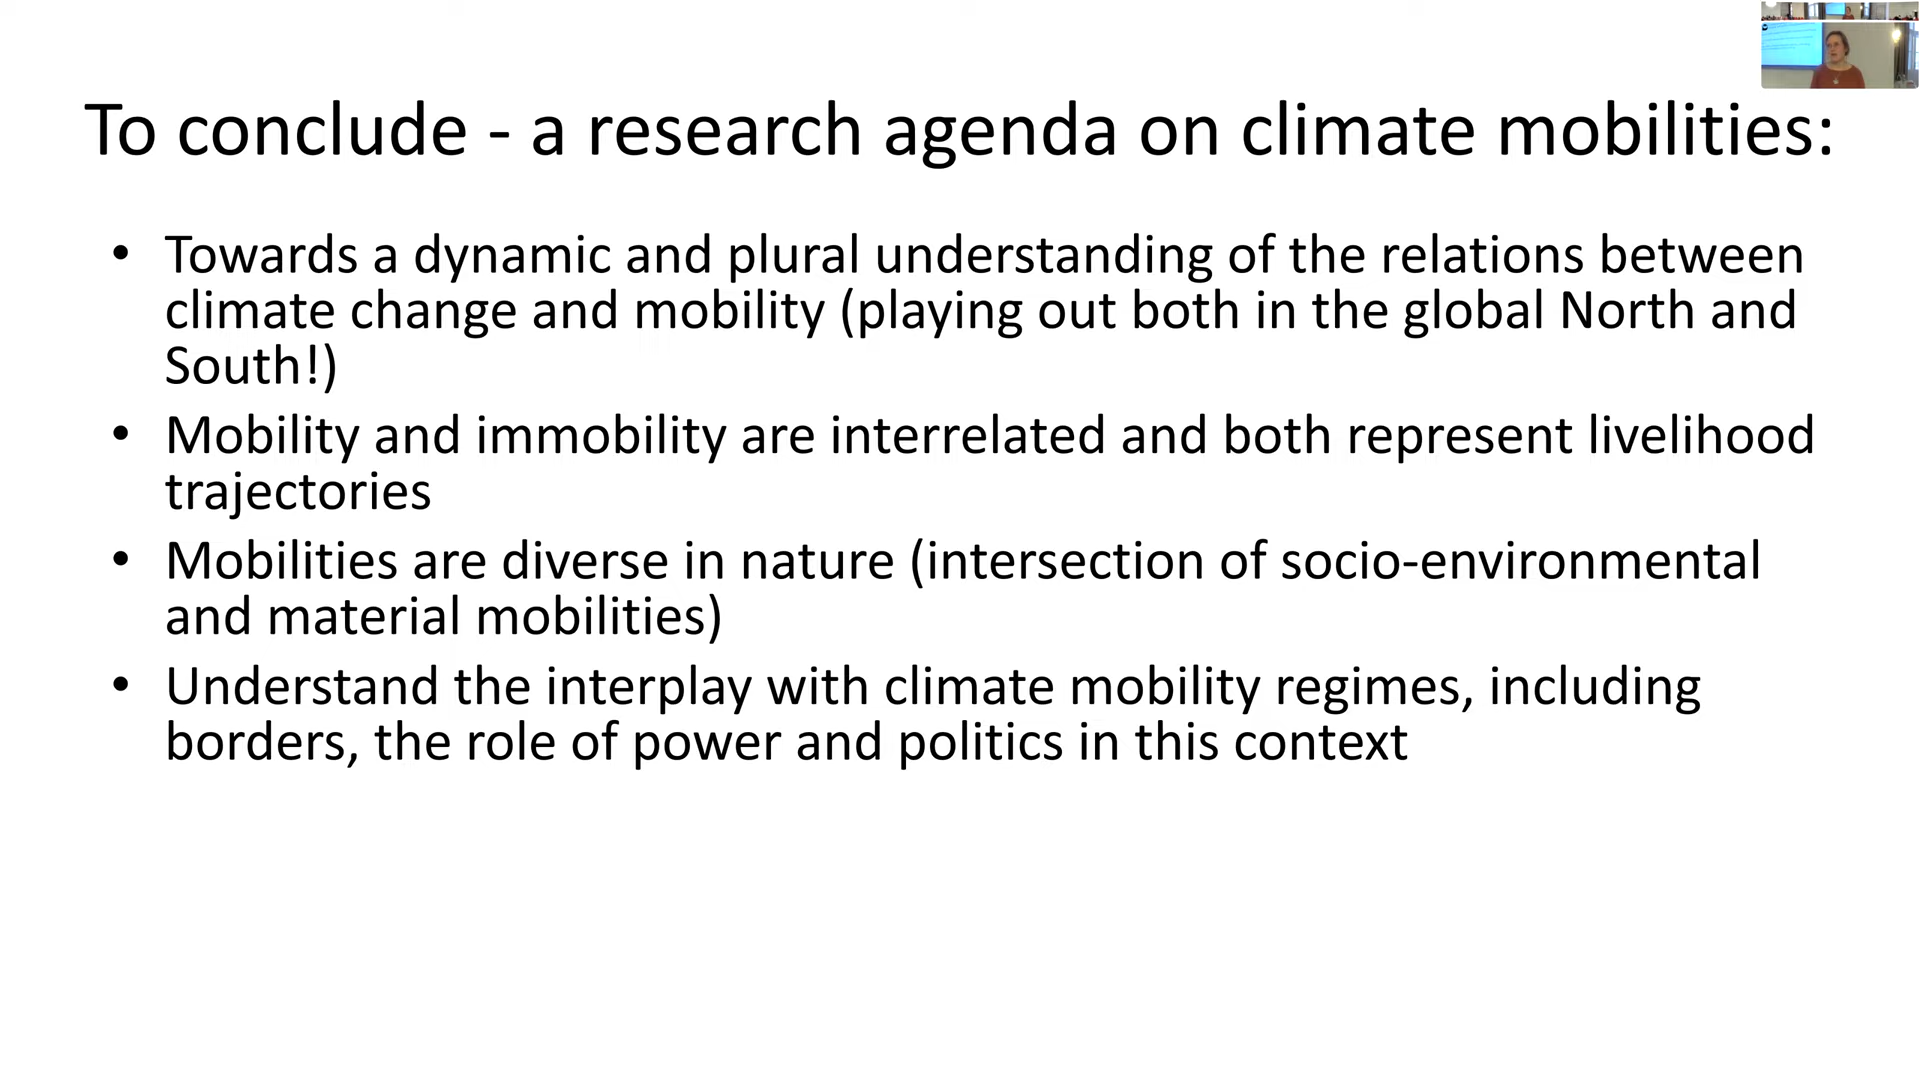 To conclude - a research agenda on climate mobilities:
• Towards a dynamic and plural understanding of the relations between
climate change and mobility (playing out both in the global North and
South!)
• Mobility and immobility are interrelated and both represent livelihood
trajectories
• Mobilities are diverse in nature (intersection of socio-environmental
and material mobilities)
• Understand the interplay with climate mobility regimes, including
borders, the role of power and politics in this context